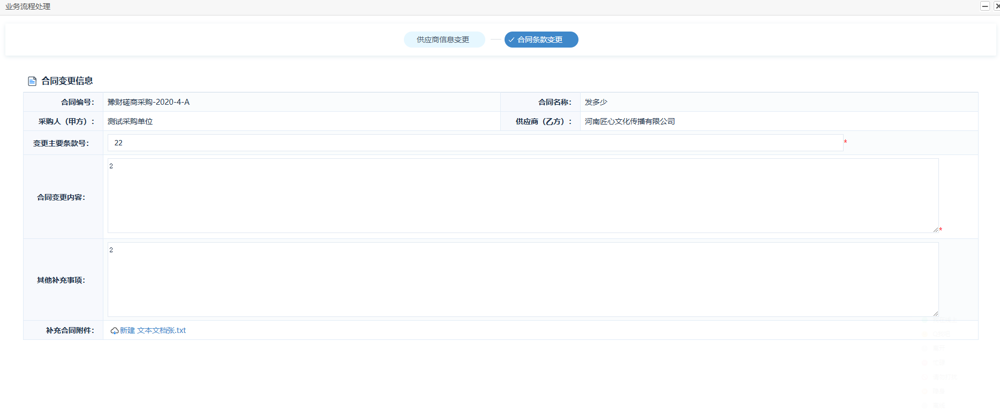 业务流程处理
供应商信息变更
合同条款变更
合同变更信息
合同编号： 豫财磋商采购-2020-4-A 合同名称： 发多少
采购人（甲方）： 测试采购单位 供应商（乙方）： 河南匠心文化传播有限公司
变更主要条款号： 22 *
合同变更内容： 2 *
其他补充事项： 2
补充合同附件： 新建 文本文档张.txt